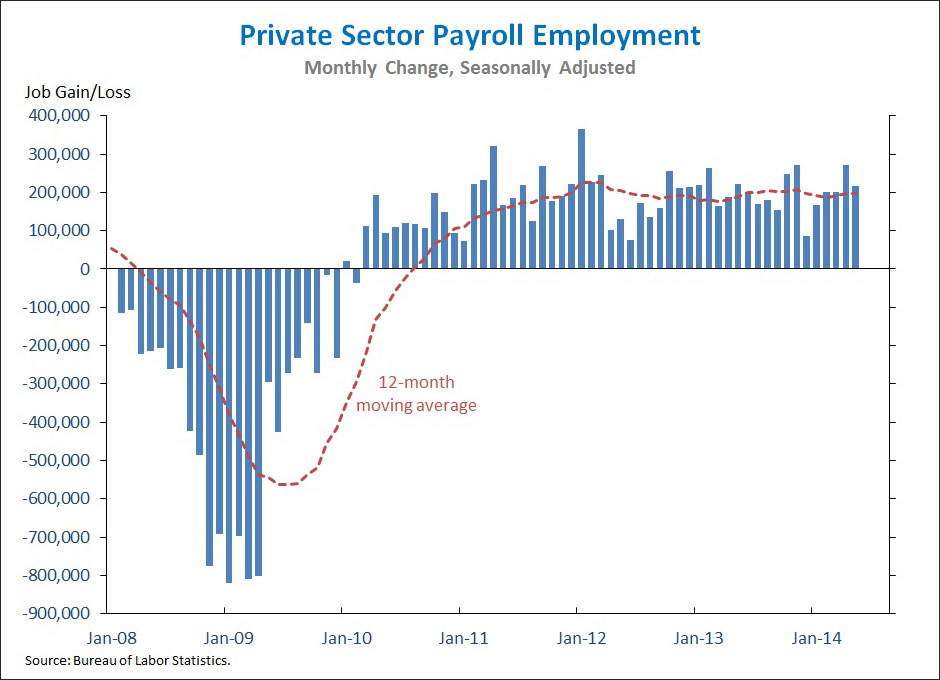 Private Sector Payroll Employment
Monthly Change, Seasonally Adjusted
Job Gain/Loss
400,000
300,000
200,000
100,000
0
-100,000
-200,000
-300,000
-400,000
-500,000
-600,000
-700,000
-800,000
-900,000
12-month
moving average
Jan-08 Jan-09 Jan-10 Jan-11 Jan-12 Jan-13 Jan-14
Source: Bureau of Labor Statistics.